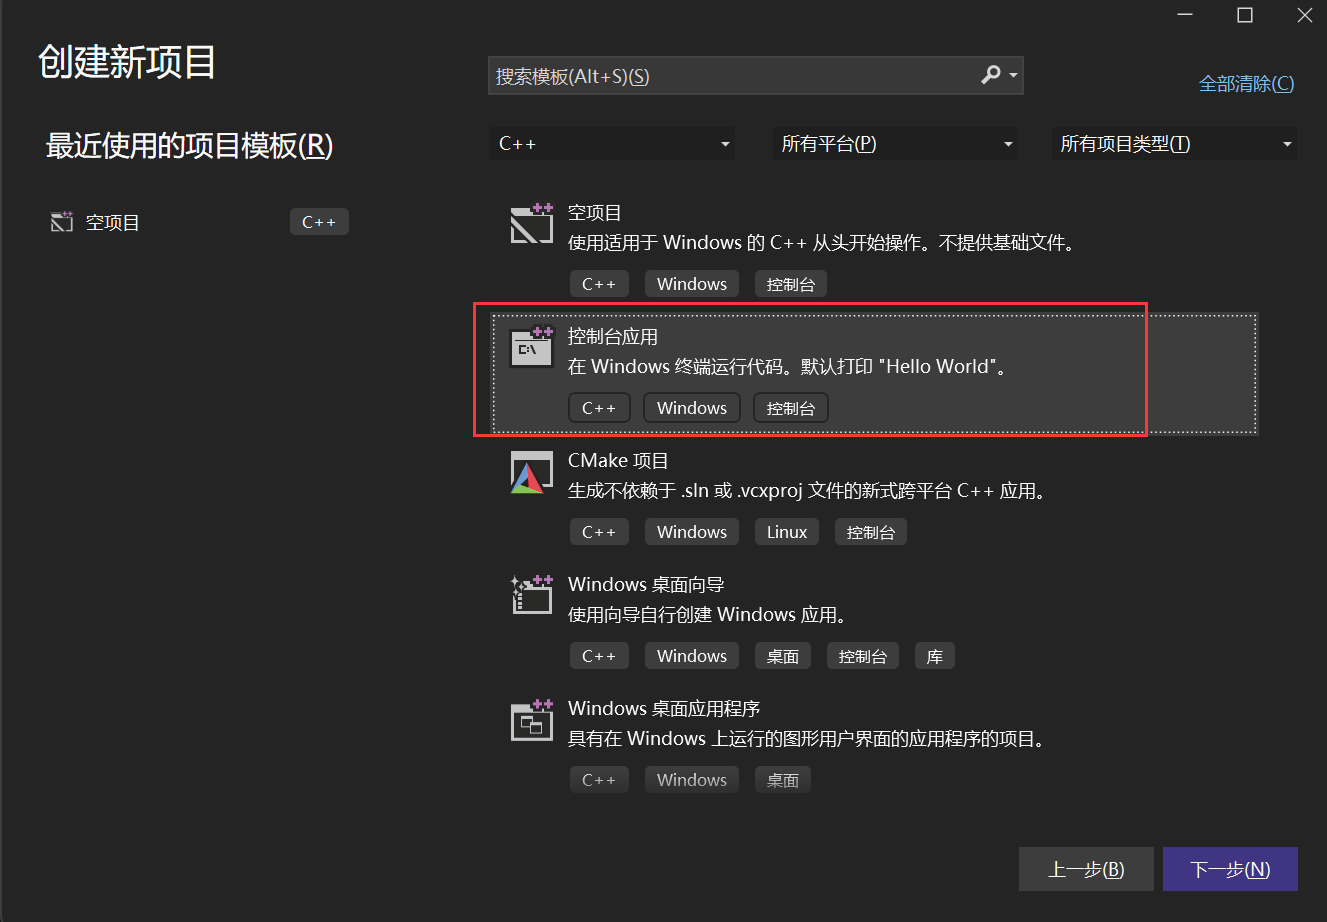 创建新项目
搜索模板(Alt+S)(S)
全部清除(C)
最近使用的项目模板(R)
C++
所有平台(P)
所有项目类型(T)
空项目
C++
空项目
使用适用于 Windows 的 C++ 从头开始操作。不提供基础文件。
C++ Windows 控制台
控制台应用
在 Windows 终端运行代码。默认打印 "Hello World"。
C++ Windows 控制台
CMake 项目
生成不依赖于 .sln 或 .vcxproj 文件的新式跨平台 C++ 应用。
C++ Windows Linux 控制台
Windows 桌面向导
使用向导自行创建 Windows 应用。
C++ Windows 桌面 控制台 库
Windows 桌面应用程序
具有在 Windows 上运行的图形用户界面的应用程序的项目。
C++ Windows 桌面
上一步(B)
下一步(N)